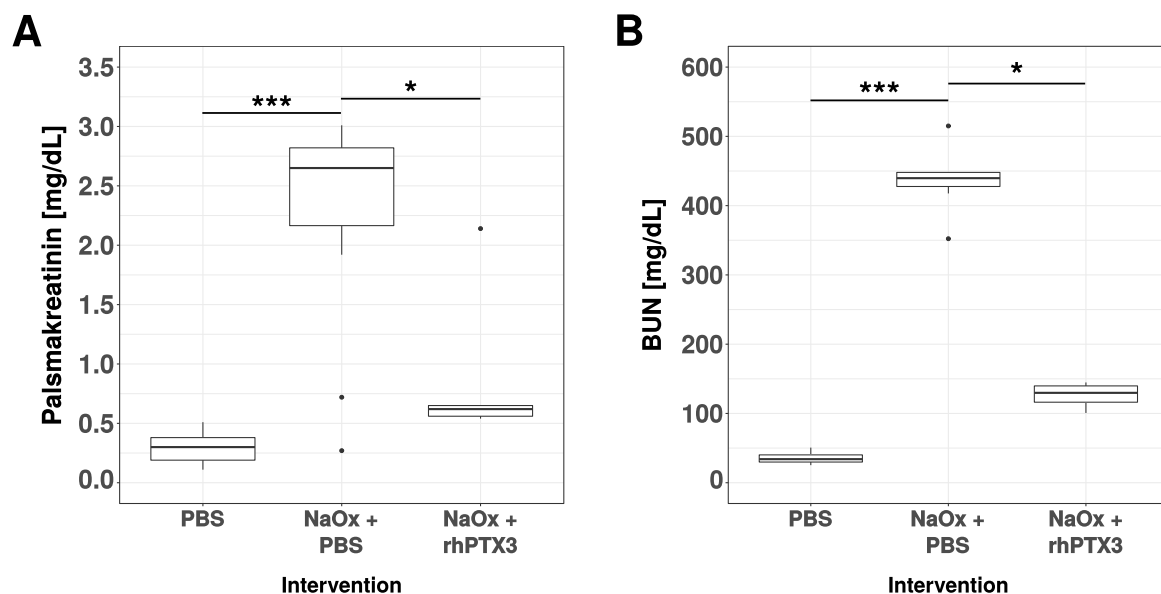 A
Palsmakreatinin [mg/dL]
3.5
3.0
2.5
2.0
1.5
1.0
0.5
0.0
***
*
PBS
NaOx +
PBS
NaOx +
rhPTX3
Intervention
B
BUN [mg/dL]
600
500
400
300
200
100
0
***
*
PBS
NaOx +
PBS
NaOx +
rhPTX3
Intervention